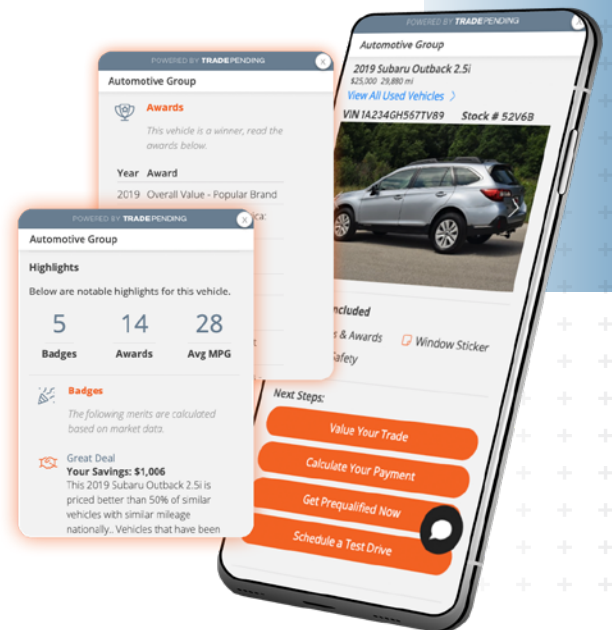 POWERED BY TRADEPENDING
Automotive Group
2019 Subaru Outback 2.5i
$25,000 29,880 mi
View All Used Vehicles >
VIN 1A234GH567TV89 Stock # 52V6B
cluded
s & Awards
Window Sticker
afety
Next Steps:
Value Your Trade
Calculate Your Payment
Get Prequalified Now
Schedule a Test Drive
POWERED BY TRADEPENDING
x
Automotive Group
Awards
This vehicle is a winner, read the
awards below.
Year Award
2019 Overall Value - Popular Brand
ica:
t
POWERED BY TRADEPENDING
x
Automotive Group
Highlights
Below are notable highlights for this vehicle.
5 14 28
Badges Awards Avg MPG
Badges
The following merits are calculated
based on market data.
Great Deal
Your Savings: $1,006
This 2019 Subaru Outback 2.5i is
priced better than 50% of similar
vehicles with similar mileage
nationally.. Vehicles that have been